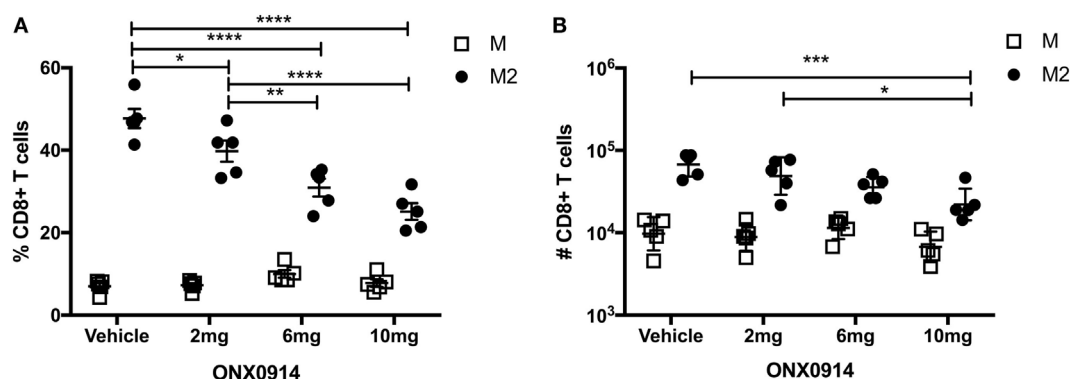 A
****
****
*
****
**
M
M2
% CD8+ T cells
60
40
20
0
Vehicle 2mg 6mg 10mg
ONX0914
B
***
*
M
M2
# CD8+ T cells
10⁶
10⁵
10⁴
10³
Vehicle 2mg 6mg 10mg
ONX0914